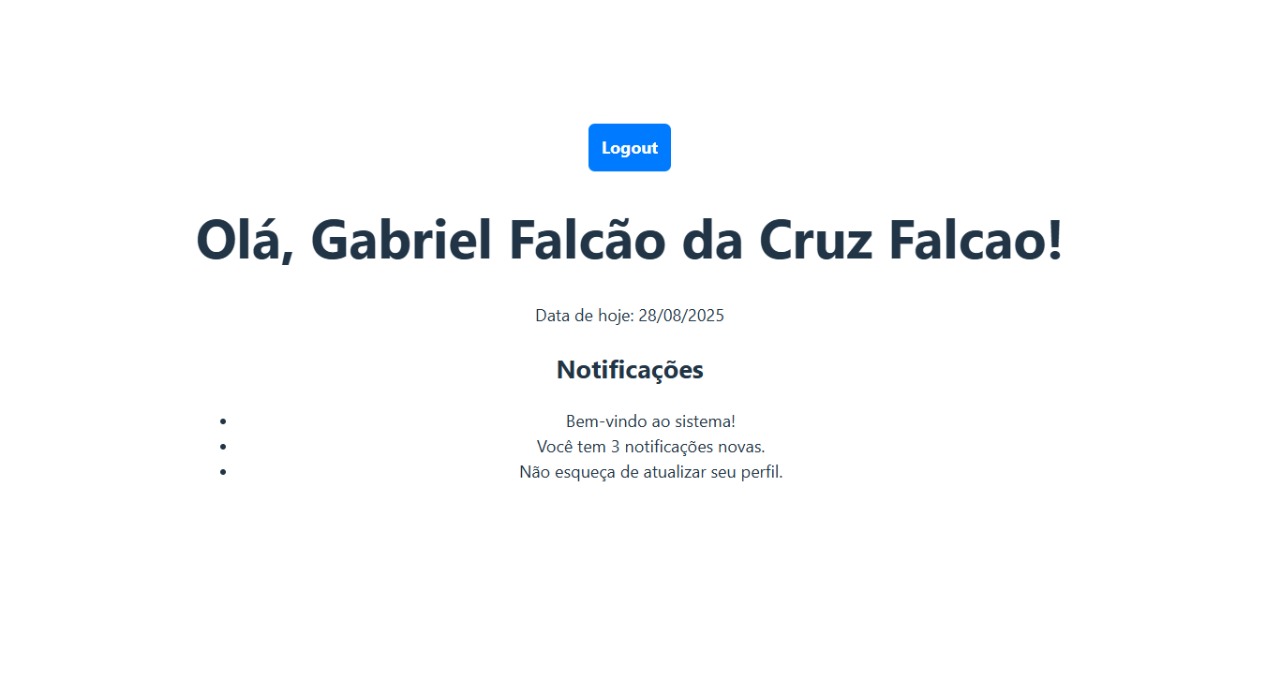 Logout
Olá, Gabriel Falcão da Cruz Falcao!
Data de hoje: 28/08/2025
Notificações
• Bem-vindo ao sistema!
• Você tem 3 notificações novas.
• Não esqueça de atualizar seu perfil.